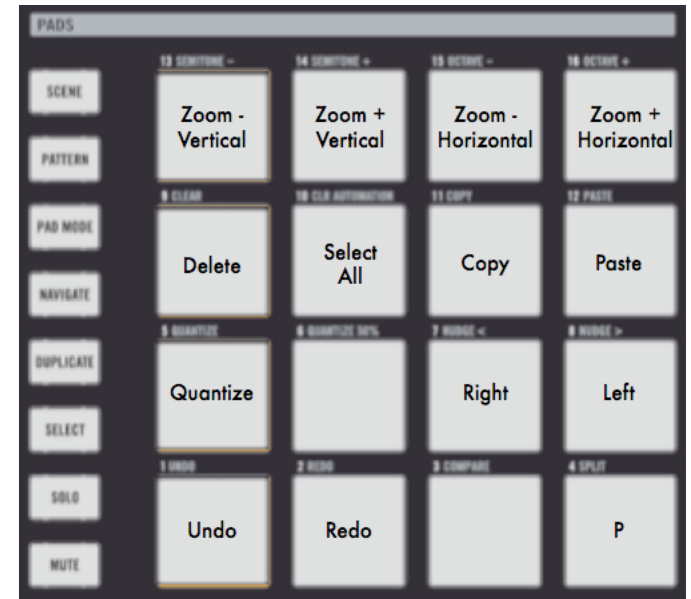 PADS
13 SEMITONE – 14 SEMITONE + 15 OCTAVE – 16 OCTAVE +
SCENE
Zoom - Zoom + Zoom - Zoom +
Vertical Vertical Horizontal Horizontal
PATTERN
9 CLEAR 10 CLR AUTOMATION 11 COPY 12 PASTE
PAD MODE
Delete Select All Copy Paste
NAVIGATE
5 QUANTIZE 6 QUANTIZE 50% 7 NUDGE < 8 NUDGE >
DUPLICATE
Quantize Right Left
SELECT
1 UNDO 2 REDO 3 COMPARE 4 SPLIT
SOLO
Undo Redo P
MUTE